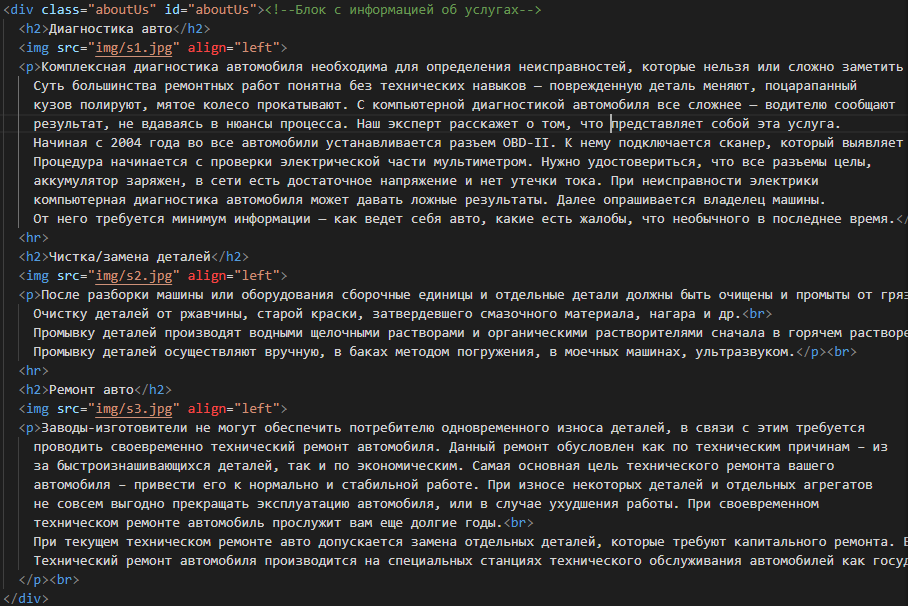 <div class="aboutUs" id="aboutUs"><!--Блок с информацией об услугах-->
<h2>Диагностика авто</h2>
<img src="img/s1.jpg" align="left">
<p>Комплексная диагностика автомобиля необходима для определения неисправностей, которые нельзя или сложно заметить
Суть большинства ремонтных работ понятна без технических навыков – поврежденную деталь меняют, поцарапанный
кузов полируют, мятое колесо прокатывают. С компьютерной диагностикой автомобиля все сложнее – водителю сообщают
результат, не вдаваясь в нюансы процесса. Наш эксперт расскажет о том, что представляет собой эта услуга.
Начиная с 2004 года во все автомобили устанавливается разъем OBD-II. К нему подключается сканер, который выявляет
Процедура начинается с проверки электрической части мультиметром. Нужно удостовериться, что все разъемы целы,
аккумулятор заряжен, в сети есть достаточное напряжение и нет утечки тока. При неисправности электрики
компьютерная диагностика автомобиля может давать ложные результаты. Далее опрашивается владелец машины.
От него требуется минимум информации – как ведет себя авто, какие есть жалобы, что необычного в последнее время.</
<hr>
<h2>Чистка/замена деталей</h2>
<img src="img/s2.jpg" align="left">
<p>После разборки машины или оборудования сборочные единицы и отдельные детали должны быть очищены и промыты от гряз
Очистку деталей от ржавчины, старой краски, затвердевшего смазочного материала, нагара и др.<br>
Промывку деталей производят водными щелочными растворами и органическими растворителями сначала в горячем растворе
Промывку деталей осуществляют вручную, в баках методом погружения, в моечных машинах, ультразвуком.</p><br>
<hr>
<h2>Ремонт авто</h2>
<img src="img/s3.jpg" align="left">
<p>Заводы-изготовители не могут обеспечить потребителю одновременного износа деталей, в связи с этим требуется
проводить своевременно технический ремонт автомобиля. Данный ремонт обусловлен как по техническим причинам – из
за быстроизнашивающихся деталей, так и по экономическим. Самая основная цель технического ремонта вашего
автомобиля – привести его к нормально и стабильной работе. При износе некоторых деталей и отдельных агрегатов
не совсем выгодно прекращать эксплуатацию автомобиля, или в случае ухудшения работы. При своевременном
техническом ремонте автомобиль прослужит вам еще долгие годы.<br>
При текущем техническом ремонте авто допускается замена отдельных деталей, которые требуют капитального ремонта. В
Технический ремонт автомобиля производится на специальных станциях технического обслуживания автомобилей как госуд
</p><br>
</div>